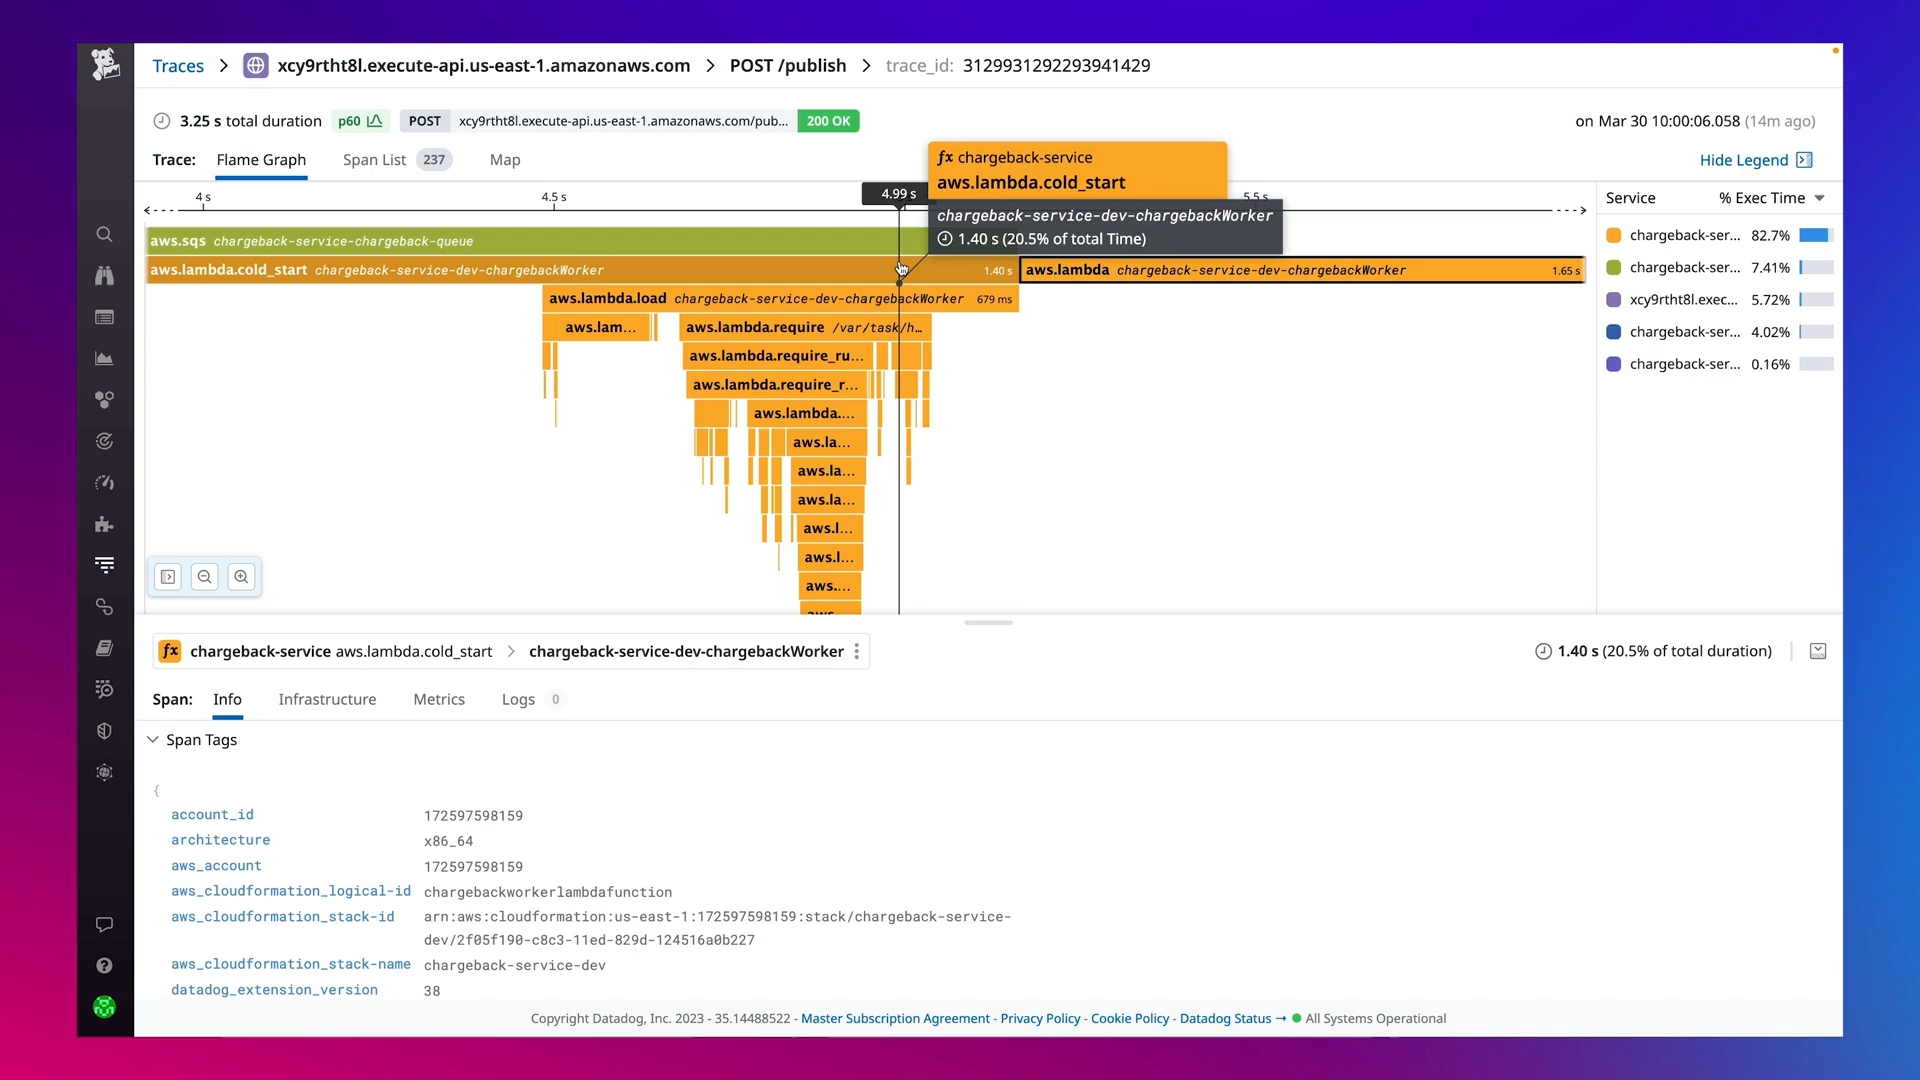 Traces > xcy9rtht8l.execute-api.us-east-1.amazonaws.com > POST /publish > trace_id: 3129931292293941429
3.25 s total duration p60 POST xcy9rtht8l.execute-api.us-east-1.amazonaws.com/pub... 200 OK on Mar 30 10:00:06.058 (14m ago)
Trace: Flame Graph Span List 237 Map Hide Legend
fx chargeback-service
aws.lambda.cold_start
chargeback-service-dev-chargebackWorker
1.40 s (20.5% of total Time)
4 s 4.5 s 4.99 s 5.5 s
Service % Exec Time
chargeback-ser... 82.7%
chargeback-ser... 7.41%
xcy9rtht8l.exec... 5.72%
chargeback-ser... 4.02%
chargeback-ser... 0.16%
aws.sqs chargeback-service-chargeback-queue
aws.lambda.cold_start chargeback-service-dev-chargebackWorker 1.40 s aws.lambda chargeback-service-dev-chargebackWorker 1.65 s
aws.lambda.load chargeback-service-dev-chargebackWorker 679 ms
aws.lam... aws.lambda.require /var/task/h...
aws.lambda.require_ru...
aws.lambda.require_r...
aws.lambda....
aws.la...
aws.la...
aws.la...
aws.l...
aws.l...
aws....
fx chargeback-service aws.lambda.cold_start > chargeback-service-dev-chargebackWorker 1.40 s (20.5% of total duration)
Span: Info Infrastructure Metrics Logs 0
Span Tags
{
account_id 172597598159
architecture x86_64
aws_account 172597598159
aws_cloudformation_logical-id chargebackworkerlambdafunction
aws_cloudformation_stack-id arn:aws:cloudformation:us-east-1:172597598159:stack/chargeback-service-
dev/2f05f190-c8c3-11ed-829d-124516a0b227
aws_cloudformation_stack-name chargeback-service-dev
datadog_extension_version 38
Copyright Datadog, Inc. 2023 - 35.14488522 - Master Subscription Agreement - Privacy Policy - Cookie Policy - Datadog Status → All Systems Operational